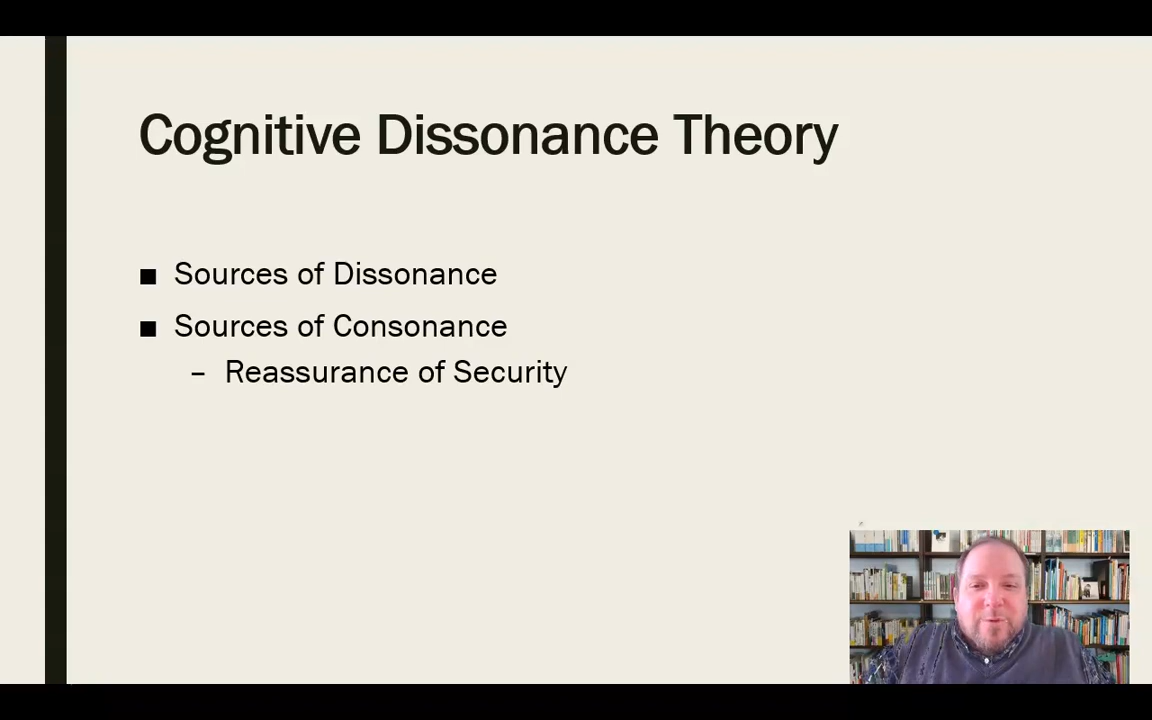 Cognitive Dissonance Theory
■ Sources of Dissonance
■ Sources of Consonance
– Reassurance of Security